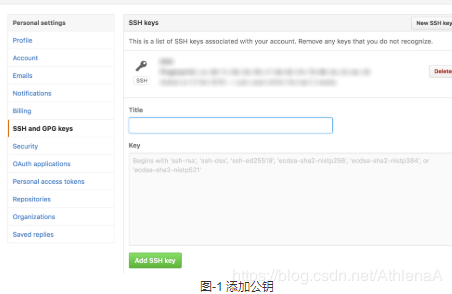 Personal settings
Profile
Account
Emails
Notifications
Billing
SSH and GPG keys
Security
OAuth applications
Personal access tokens
Repositories
Organizations
Saved replies
SSH keys
New SSH key
This is a list of SSH keys associated with your account. Remove any keys that you do not recognize.
SSH
Delete
Title
Key
Begins with 'ssh-rsa', 'ssh-dss', 'ssh-ed25519', 'ecdsa-sha2-nistp256', 'ecdsa-sha2-nistp384', or
'ecdsa-sha2-nistp521'
Add SSH key
https://blog.csdn.net/AthlenaA
图-1 添加公钥